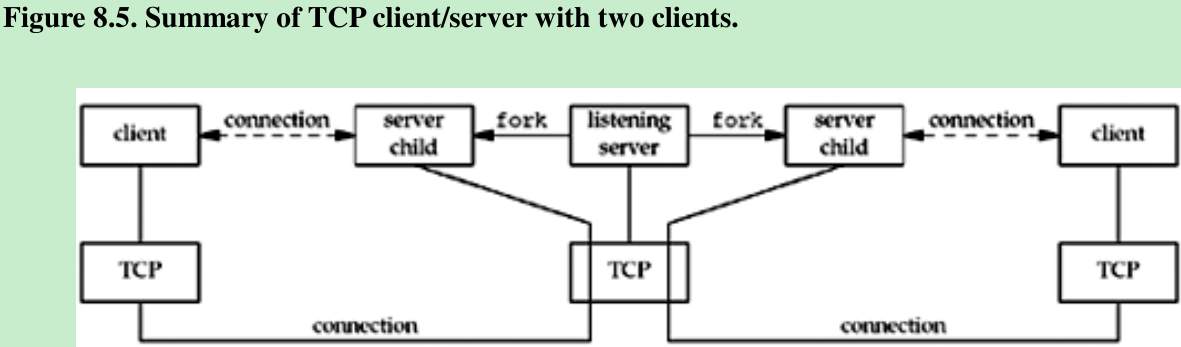 Figure 8.5. Summary of TCP client/server with two clients.
client
connection
server
child
fork
listening
server
fork
server
child
connection
client
TCP
TCP
TCP
connection
connection